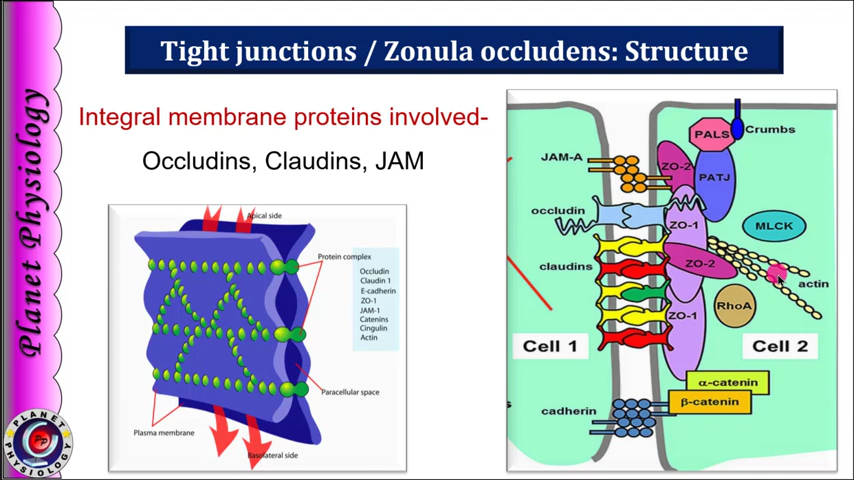 Tight junctions / Zonula occludens: Structure
Planet Physiology
Integral membrane proteins involved-
Occludins, Claudins, JAM
Apical side
Protein complex
Occludin
Claudin 1
E-cadherin
ZO-1
JAM-1
Catenins
Cingulin
Actin
Paracellular space
Plasma membrane
Basolateral side
PALS
Crumbs
JAM-A
ZO-2
PATJ
occludin
ZO-1
MLCK
claudins
ZO-2
actin
RhoA
ZO-1
Cell 1
Cell 2
α-catenin
β-catenin
cadherin
PLANET
PP
PHYSIOLOGY